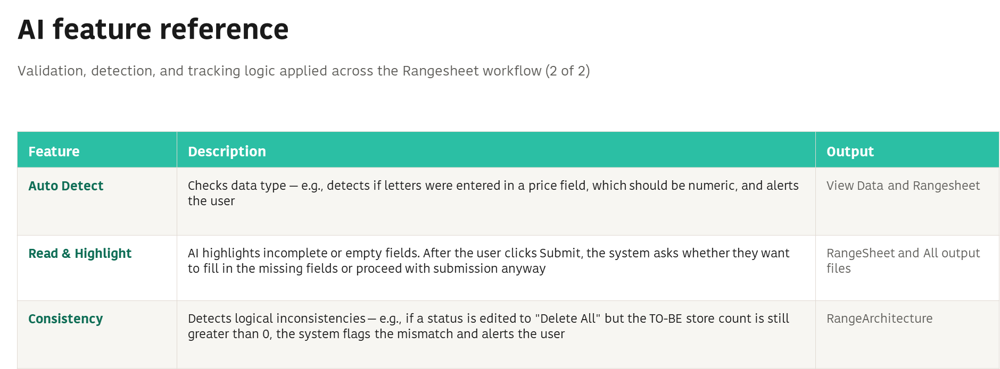 AI feature reference
Validation, detection, and tracking logic applied across the Rangesheet workflow (2 of 2)
Feature
Description
Output
Auto Detect
Checks data type — e.g., detects if letters were entered in a price field, which should be numeric, and alerts
the user
View Data and Rangesheet
Read & Highlight
AI highlights incomplete or empty fields. After the user clicks Submit, the system asks whether they want
to fill in the missing fields or proceed with submission anyway
RangeSheet and All output
files
Consistency
Detects logical inconsistencies — e.g., if a status is edited to "Delete All" but the TO-BE store count is still
greater than 0, the system flags the mismatch and alerts the user
RangeArchitecture